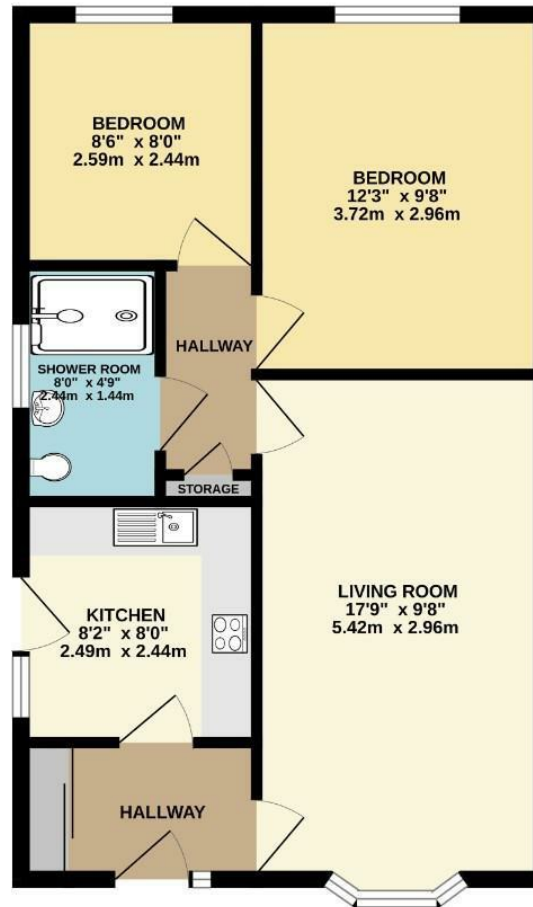 BEDROOM
8'6" x 8'0"
2.59m x 2.44m
BEDROOM
12'3" x 9'8"
3.72m x 2.96m
HALLWAY
SHOWER ROOM
8'0" x 4'9"
2.44m x 1.44m
STORAGE
KITCHEN
8'2" x 8'0"
2.49m x 2.44m
LIVING ROOM
17'9" x 9'8"
5.42m x 2.96m
HALLWAY